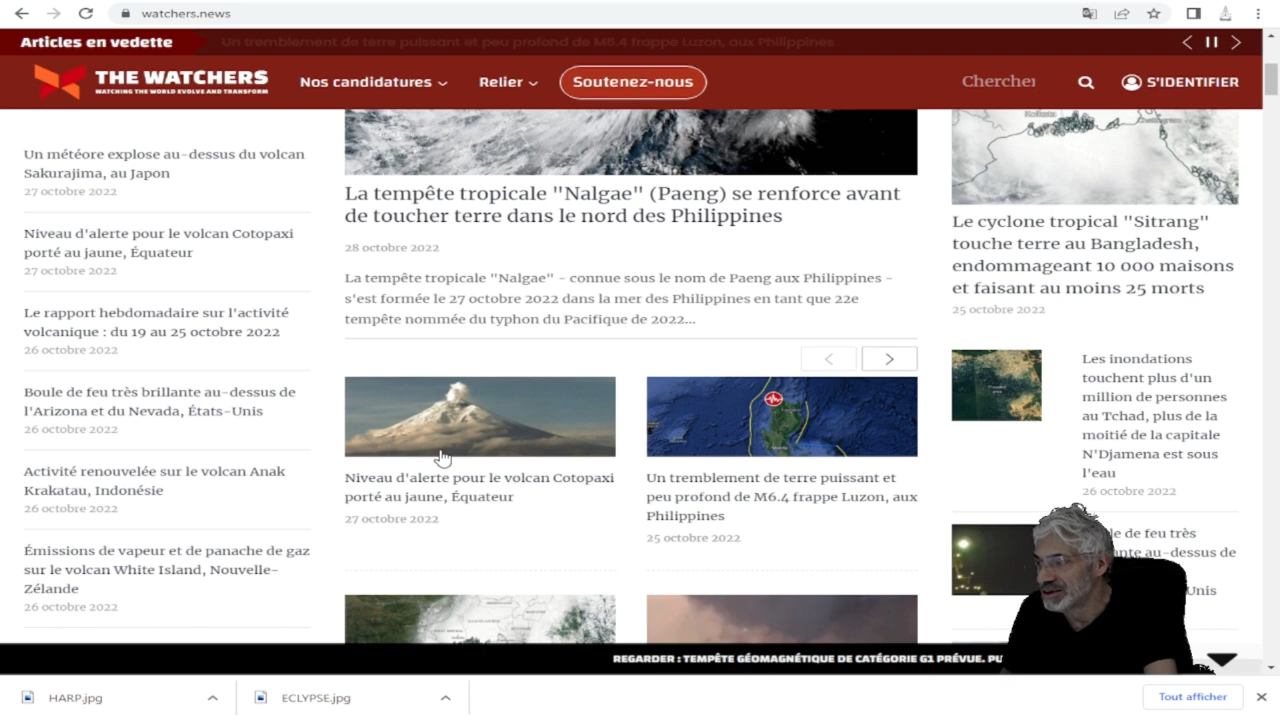 watchers.news
Articles en vedette
Un tremblement de terre puissant et peu profond de M6.4 frappe Luzon, aux Philippines
THE WATCHERS
WATCHING THE WORLD EVOLVE AND TRANSFORM
Nos candidatures
Relier
Soutenez-nous
Chercher
S'IDENTIFIER
Un météore explose au-dessus du volcan
Sakurajima, au Japon
27 octobre 2022
Niveau d'alerte pour le volcan Cotopaxi
porté au jaune, Équateur
27 octobre 2022
Le rapport hebdomadaire sur l'activité
volcanique : du 19 au 25 octobre 2022
26 octobre 2022
Boule de feu très brillante au-dessus de
l'Arizona et du Nevada, États-Unis
26 octobre 2022
Activité renouvelée sur le volcan Anak
Krakatau, Indonésie
26 octobre 2022
Émissions de vapeur et de panache de gaz
sur le volcan White Island, Nouvelle-
Zélande
26 octobre 2022
La tempête tropicale "Nalgae" (Paeng) se renforce avant
de toucher terre dans le nord des Philippines
28 octobre 2022
La tempête tropicale "Nalgae" - connue sous le nom de Paeng aux Philippines -
s'est formée le 27 octobre 2022 dans la mer des Philippines en tant que 22e
tempête nommée du typhon du Pacifique de 2022...
Niveau d'alerte pour le volcan Cotopaxi
porté au jaune, Équateur
27 octobre 2022
Un tremblement de terre puissant et
peu profond de M6.4 frappe Luzon, aux
Philippines
25 octobre 2022
Le cyclone tropical "Sitrang"
touche terre au Bangladesh,
endommageant 10 000 maisons
et faisant au moins 25 morts
25 octobre 2022
Les inondations
touchent plus d'un
million de personnes
au Tchad, plus de la
moitié de la capitale
N'Djamena est sous
l'eau
26 octobre 2022
de feu très
au-dessus de
Unis
REGARDER : TEMPÊTE GÉOMAGNÉTIQUE DE CATÉGORIE G1 PRÉVUE.
HARP.jpg
ECLYPSE.jpg
Tout afficher